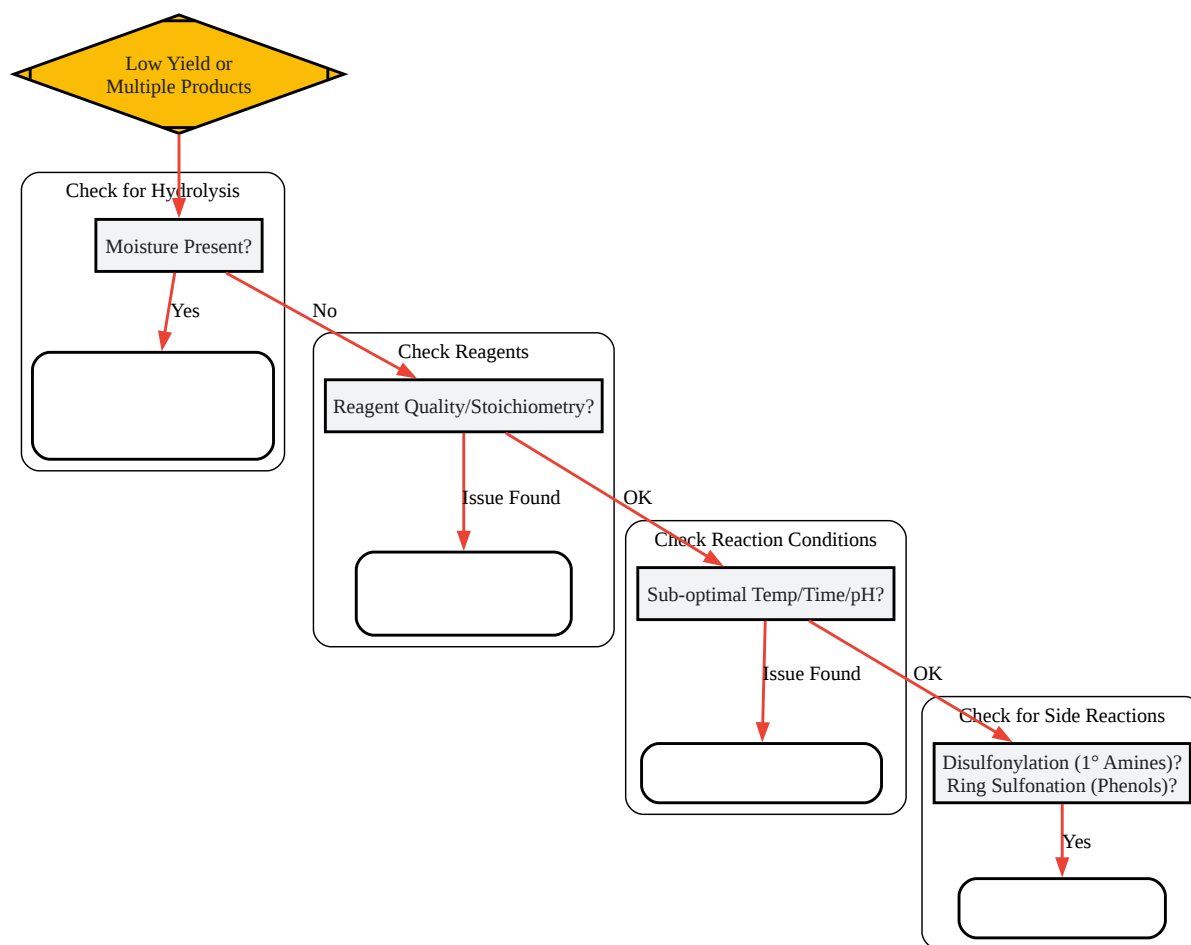 Low Yield or
Multiple Products
Check for Hydrolysis
Moisture Present?
Yes
No
Check Reagents
Reagent Quality/Stoichiometry?
Issue Found
OK
Check Reaction Conditions
Sub-optimal Temp/Time/pH?
Issue Found
OK
Check for Side Reactions
Disulfonylation (1° Amines)?
Ring Sulfonation (Phenols)?
Yes